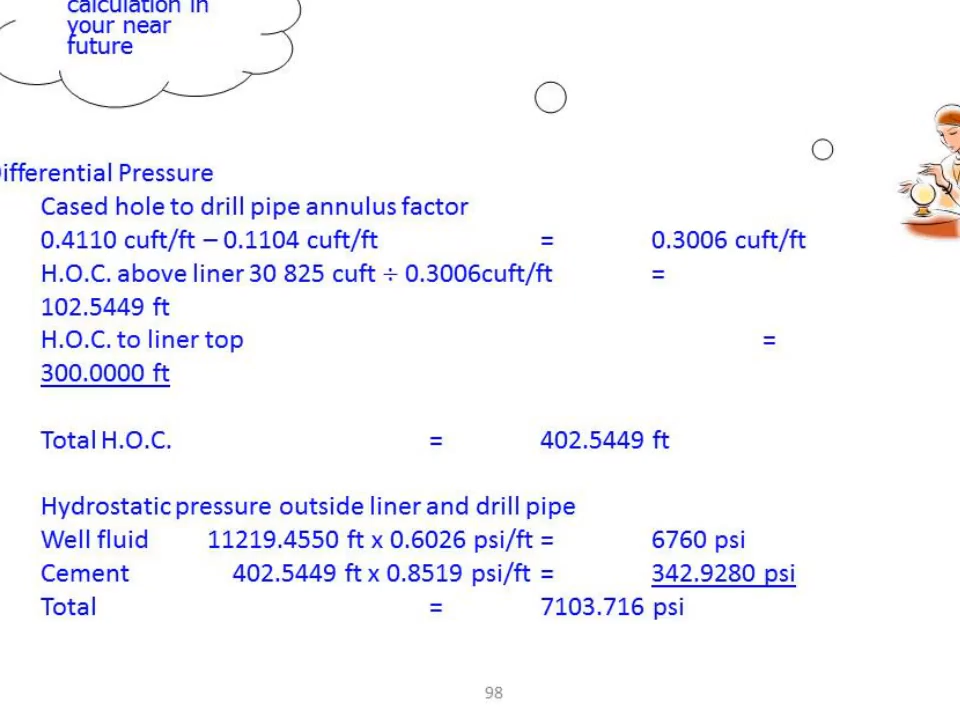 calculation in
your near
future
ifferential Pressure
Cased hole to drill pipe annulus factor
0.4110 cuft/ft – 0.1104 cuft/ft = 0.3006 cuft/ft
H.O.C. above liner 30 825 cuft ÷ 0.3006cuft/ft =
102.5449 ft
H.O.C. to liner top =
300.0000 ft
Total H.O.C. = 402.5449 ft
Hydrostatic pressure outside liner and drill pipe
Well fluid 11219.4550 ft x 0.6026 psi/ft = 6760 psi
Cement 402.5449 ft x 0.8519 psi/ft = 342.9280 psi
Total = 7103.716 psi
98